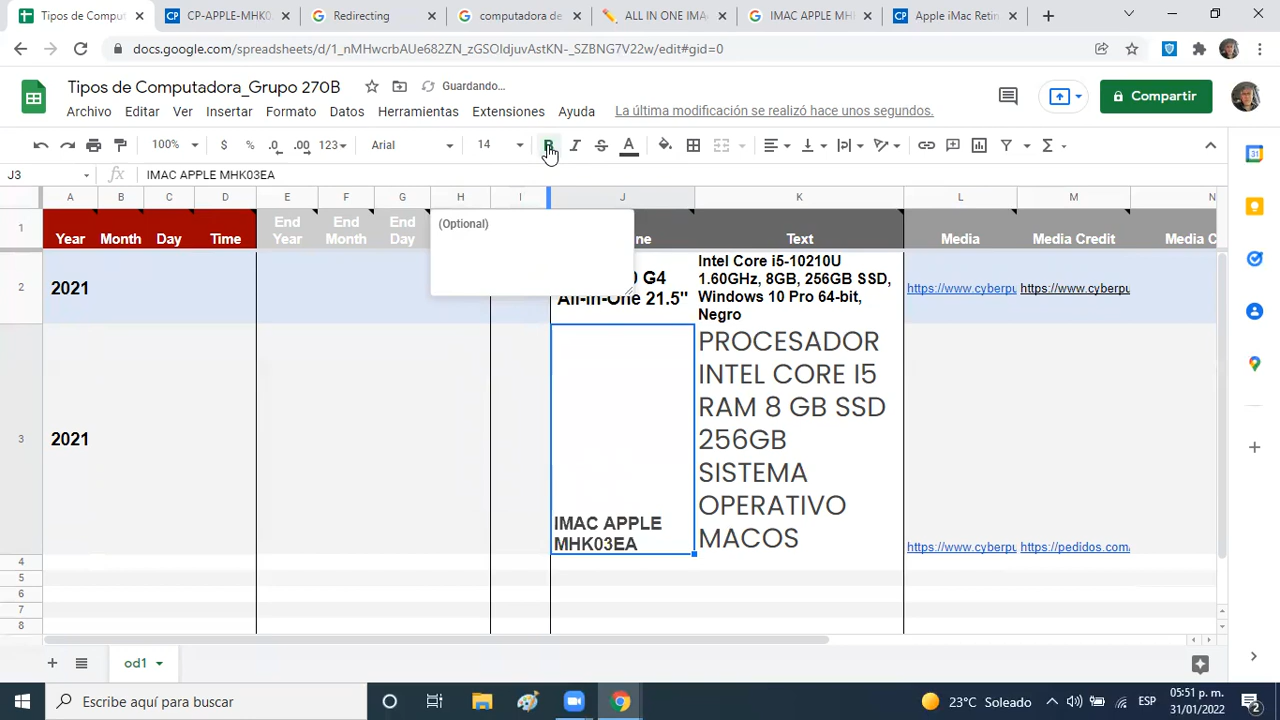 Tipos de Comput
CP-APPLE-MHK0
Redirecting
computadora de
ALL IN ONE IMA
IMAC APPLE MH
Apple iMac Retin
docs.google.com/spreadsheets/d/1_nMHwcrbAUe682ZN_zGSOIdjuvAstKN-_SZBNG7V22w/edit#gid=0
Tipos de Computadora_Grupo 270B
Guardando...
Archivo Editar Ver Insertar Formato Datos Herramientas Extensiones Ayuda
La última modificación se realizó hace unos segundos.
Compartir
100% $ % .0 .00 123 Arial 14 B I S A
J3 fx IMAC APPLE MHK03EA
A B C D E F G H I J K L M N
1 Year Month Day Time
End Year
End Month
End Day
(Optional)
ne
Text
Media
Media Credit
Media C
2
2021
G4
All-in-One 21.5"
Intel Core i5-10210U
1.60GHz, 8GB, 256GB SSD,
Windows 10 Pro 64-bit,
Negro
https://www.cyberpu
https://www.cyberpu
3
2021
IMAC APPLE
MHK03EA
PROCESADOR
INTEL CORE I5
RAM 8 GB SSD
256GB
SISTEMA
OPERATIVO
MACOS
https://www.cyberpu
https://pedidos.com/
4
5
6
7
8
od1
Escribe aquí para buscar
23°C Soleado
ESP
05:51 p. m.
31/01/2022
2